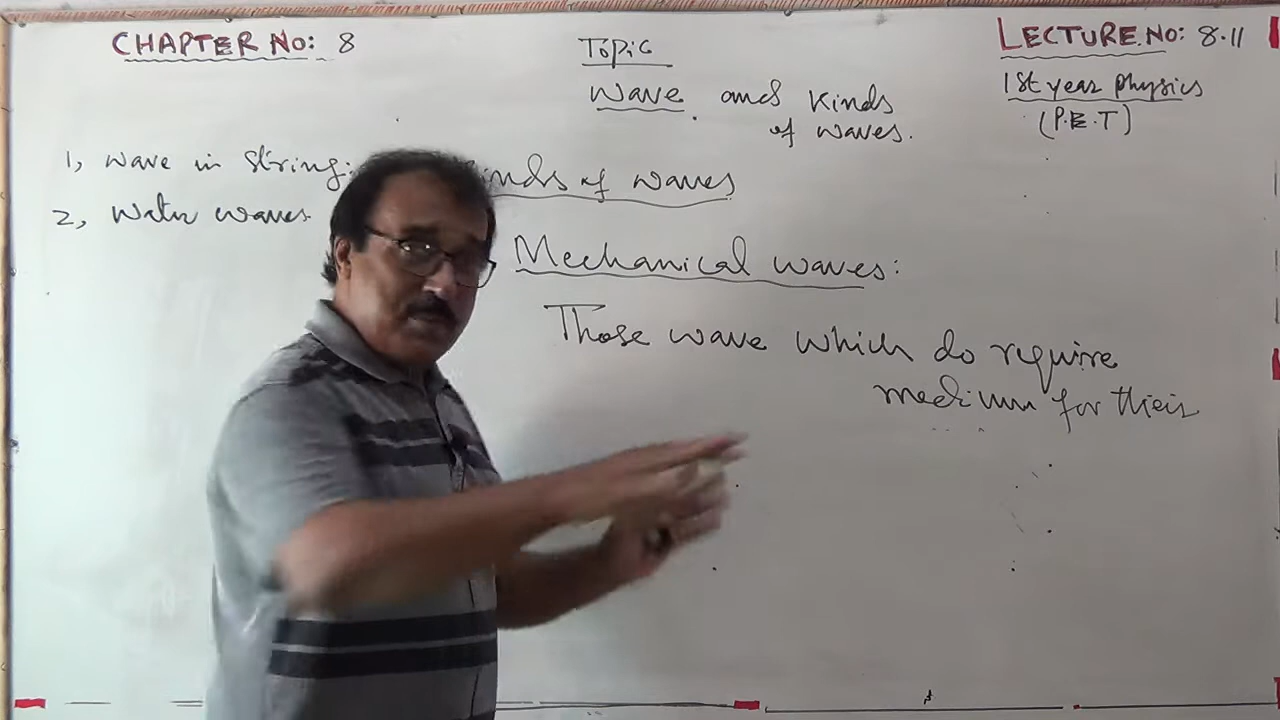 CHAPTER No: 8
Topic
Wave and Kinds
of waves.
LECTURE.NO: 8.11
1St year physics
(P.B.T)
1, Wave in String:
2, Water waves
inds of waves
Mechanical waves:
Those wave which do require
medium for their